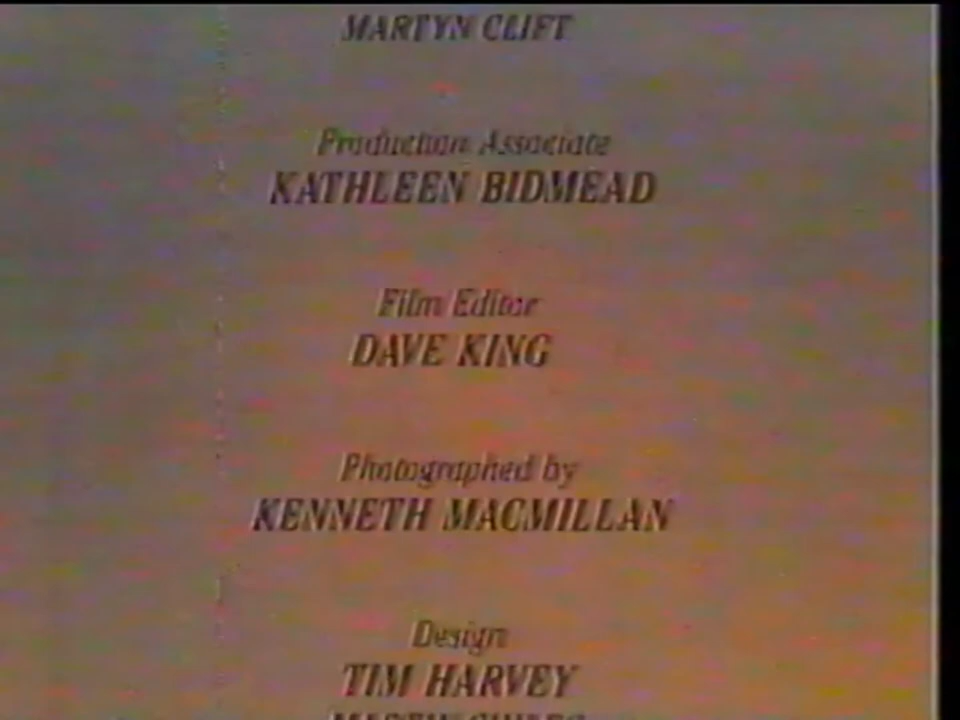 MARTYN CLIFT
Production Associate
KATHLEEN BIDMEAD
Film Editor
DAVE KING
Photographed by
KENNETH MACMILLAN
Design
TIM HARVEY